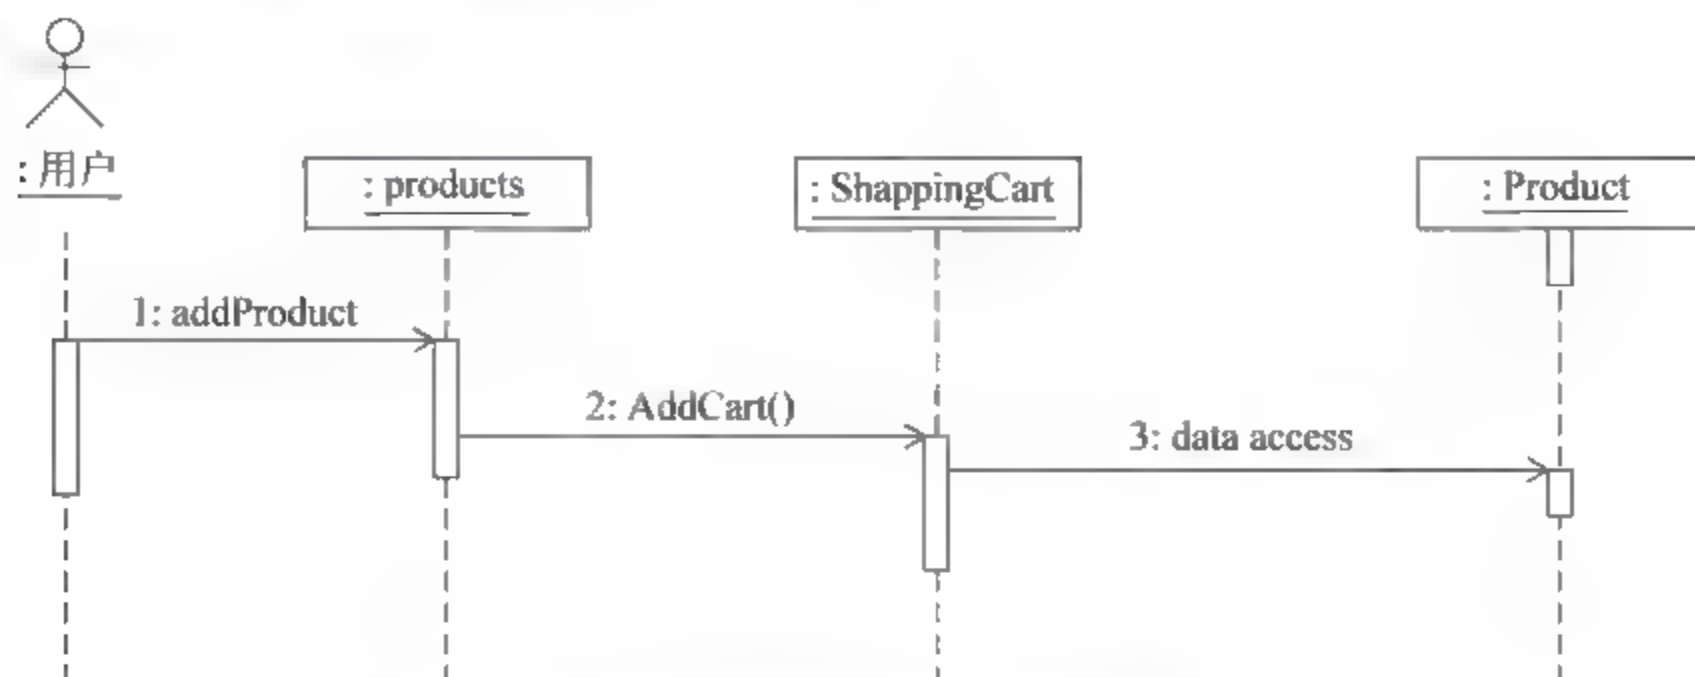 : 用户
: products
: ShappingCart
: Product
1: addProduct
2: AddCart()
3: data access